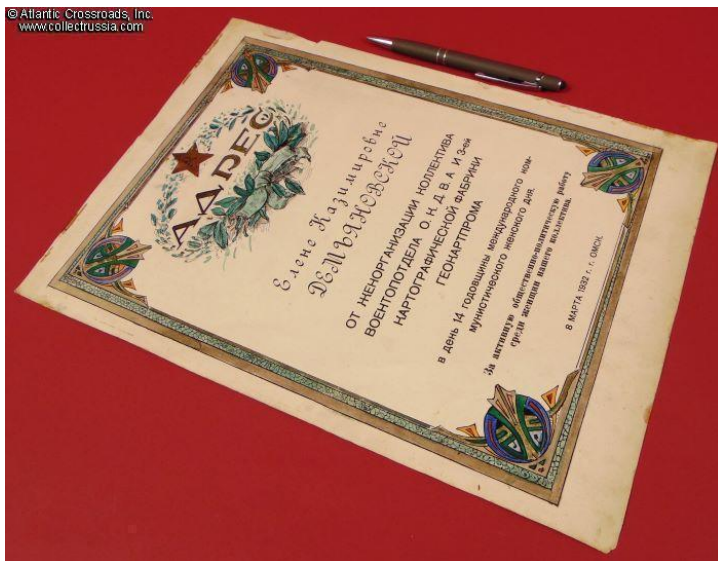 © Atlantic Crossroads, Inc.
www.collectrussia.com
АДРЕС
Елене Казимировне
ДЕМЬЯНОВСКОЙ
ОТ ЖЕНОРГАНИЗАЦИИ КОЛЛЕКТИВА
ВОЕНТОПОТДЕЛА О. К. Д. В. А. И 3-ей
КАРТОГРАФИЧЕСКОЙ ФАБРИКИ
ГЕОКАРТПРОМА
в день 14 годовщины международного ком-
мунистического женского дня.
За активную общественно-политическую работу
среди женщин нашего коллектива.
8 МАРТА 1932 г. г. ОМСК.